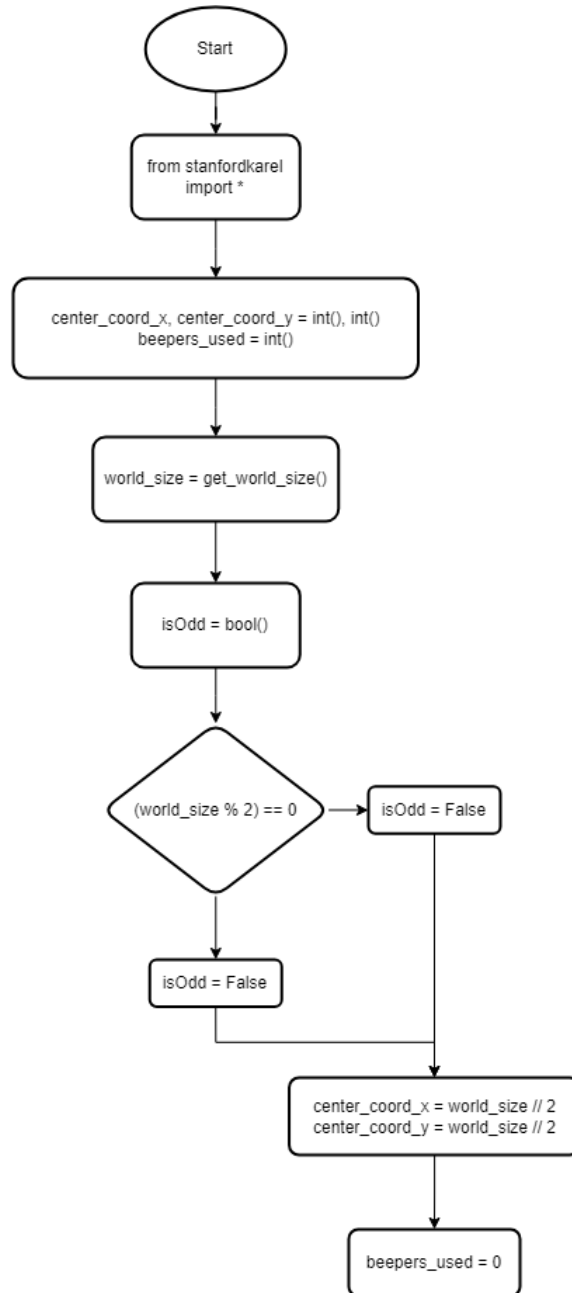 Start
from stanfordkarel
import *
center_coord_x, center_coord_y = int(), int()
beepers_used = int()
world_size = get_world_size()
isOdd = bool()
(world_size % 2) == 0
isOdd = False
isOdd = False
center_coord_x = world_size // 2
center_coord_y = world_size // 2
beepers_used = 0